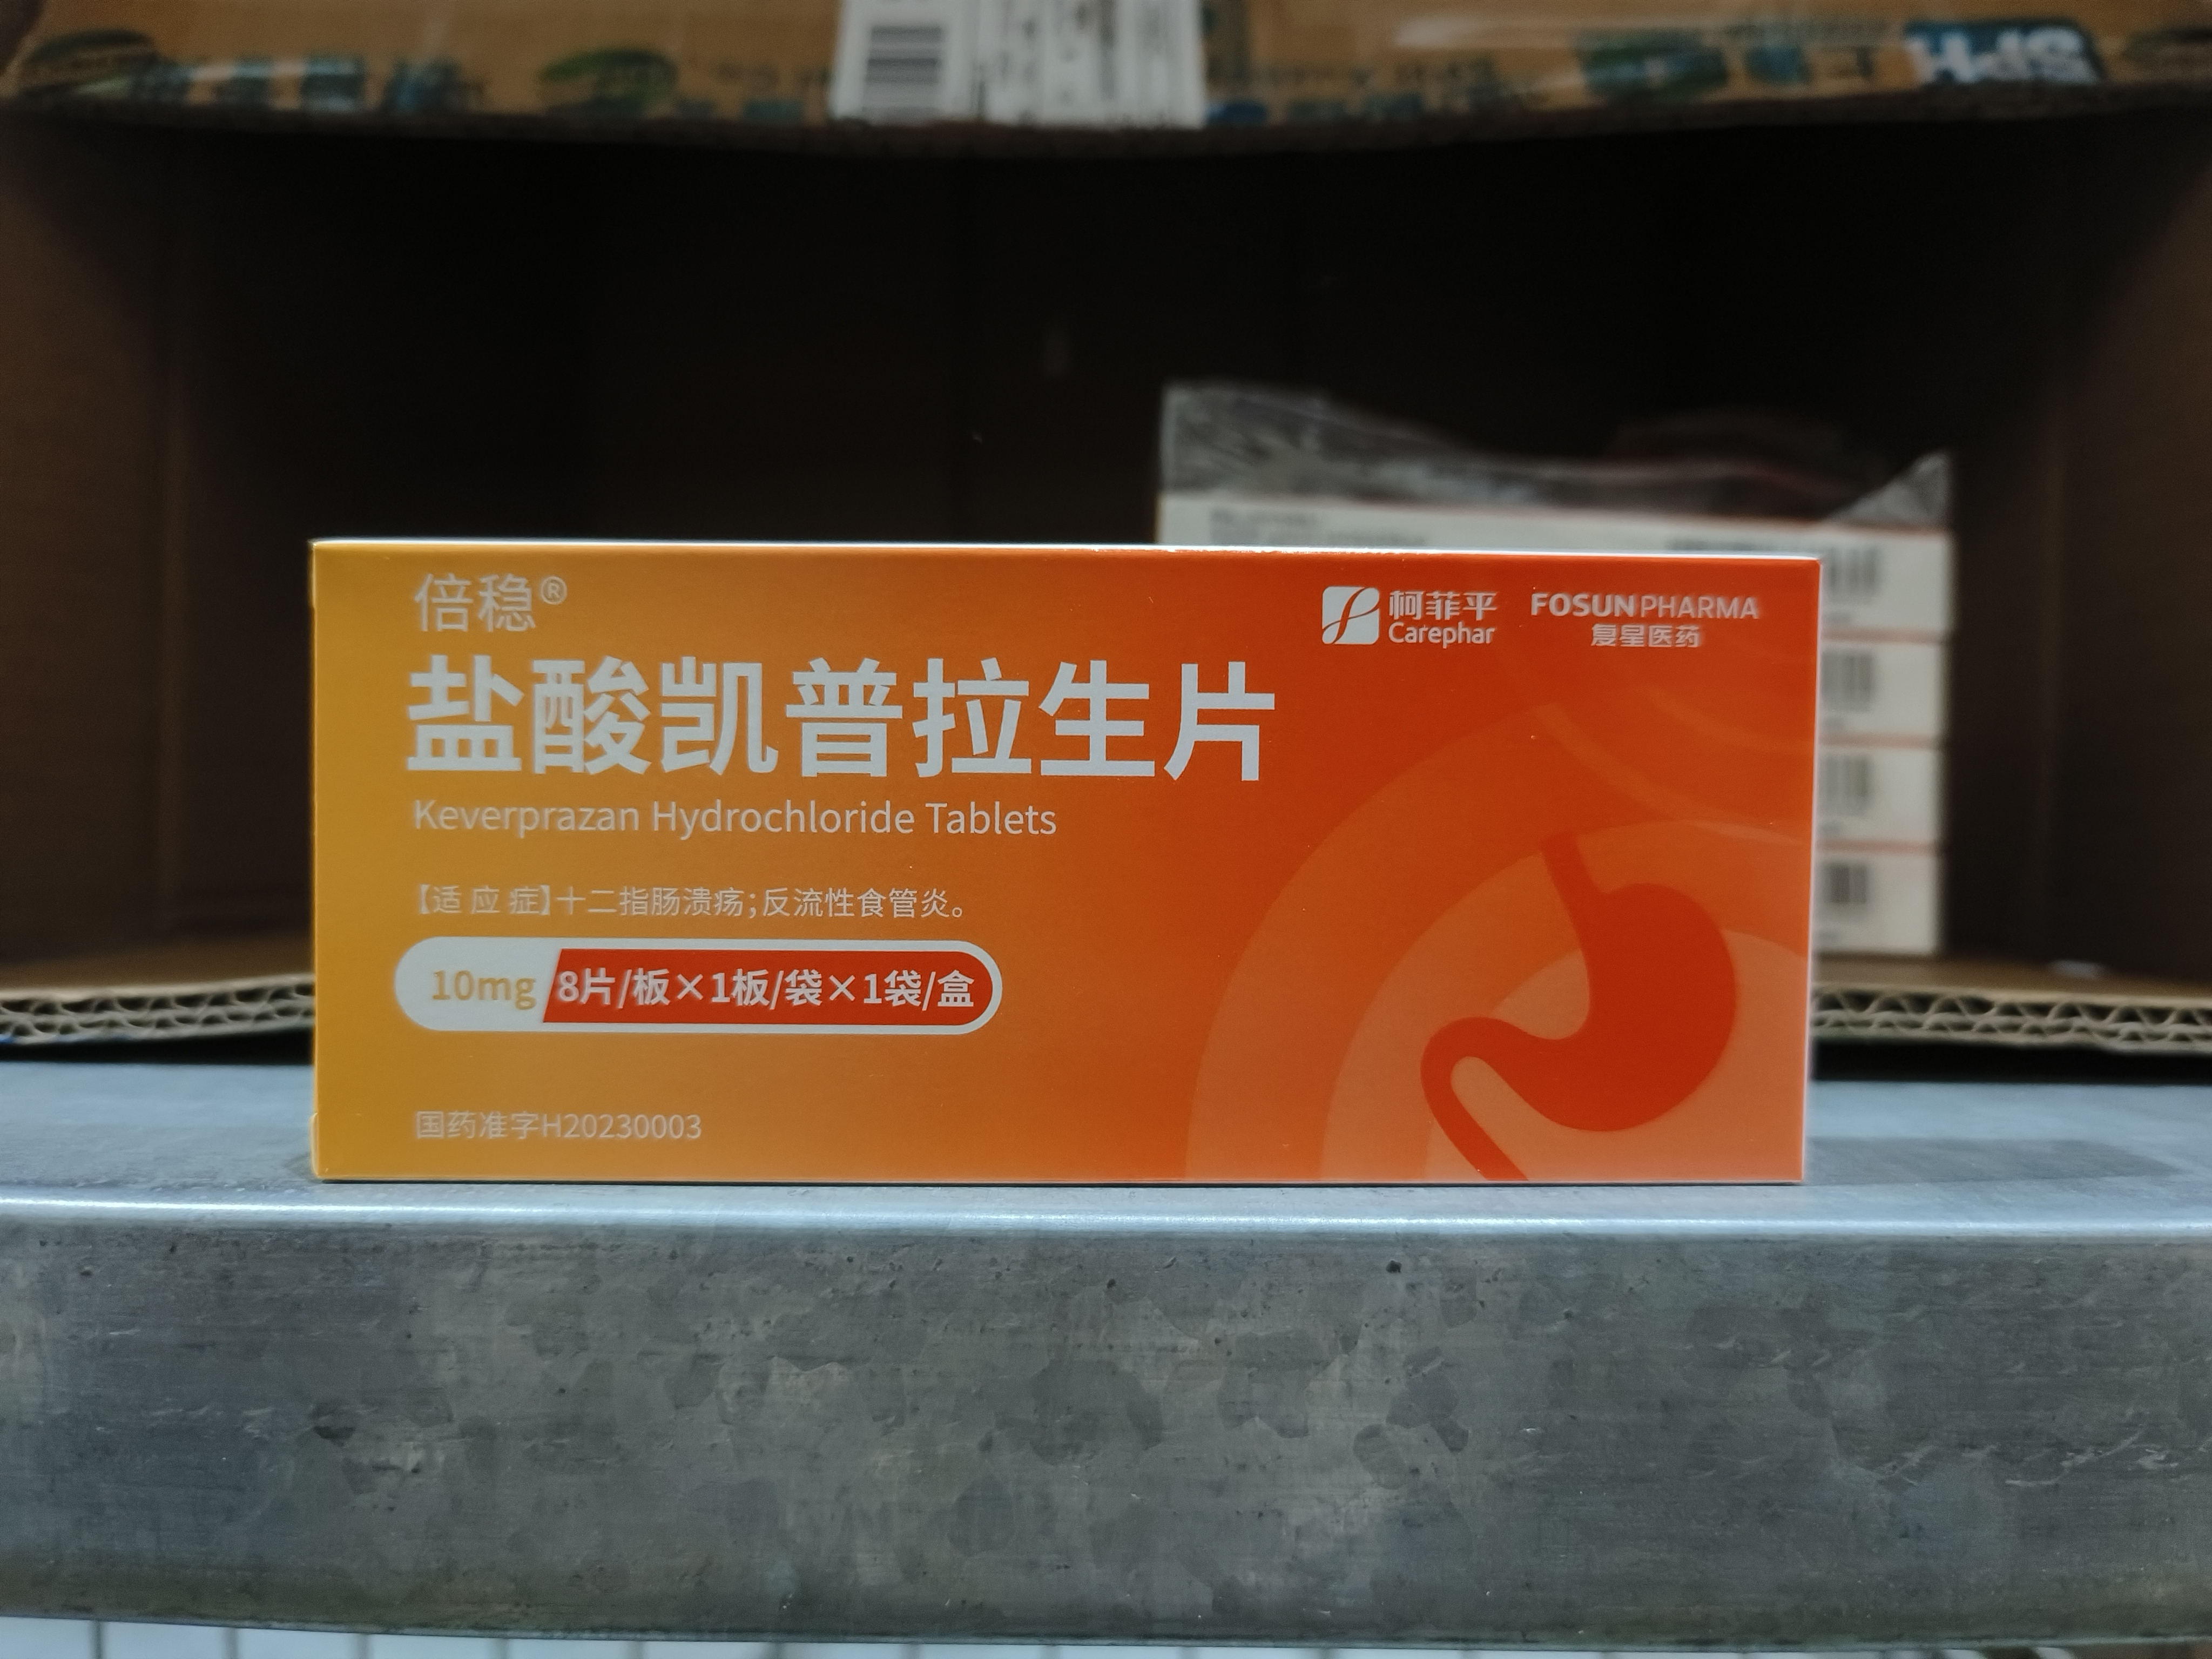 倍稳®
柯菲平
Carephar
FOSUN PHARMA
复星医药
盐酸凯普拉生片
Keverprazan Hydrochloride Tablets
【适 应 症】十二指肠溃疡；反流性食管炎。
10mg 8片/板×1板/袋×1袋/盒
国药准字H20230003
SPH